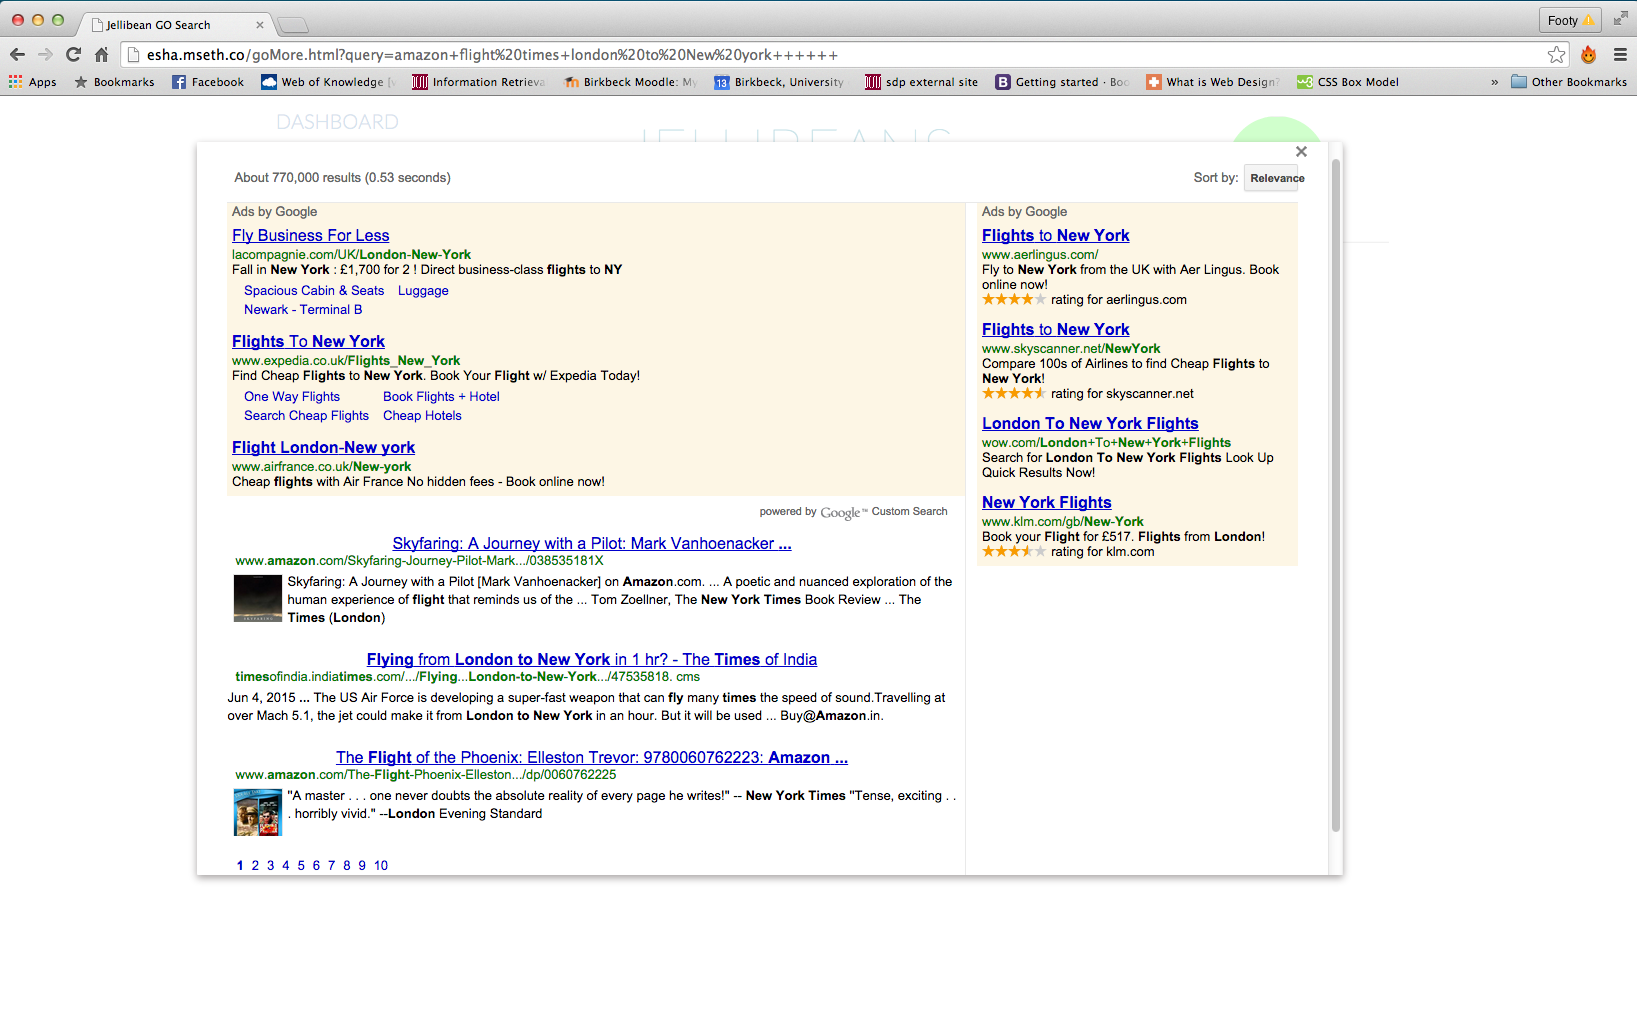 Jellibean GO Search
Footy
esha.mseth.co/goMore.html?query=amazon+flight%20times+london%20to%20New%20york++++++
Apps Bookmarks Facebook Web of Knowledge [ Information Retrieva Birkbeck Moodle: My 13 Birkbeck, University sdp external site B Getting started · Boo What is Web Design? w3 CSS Box Model » Other Bookmarks
DASHBOARD
JELLIBEANS
About 770,000 results (0.53 seconds)
Sort by: Relevance
Ads by Google
Fly Business For Less
lacompagnie.com/UK/London-New-York
Fall in New York : £1,700 for 2 ! Direct business-class flights to NY
Spacious Cabin & Seats Luggage
Newark - Terminal B
Flights To New York
www.expedia.co.uk/Flights_New_York
Find Cheap Flights to New York. Book Your Flight w/ Expedia Today!
One Way Flights Book Flights + Hotel
Search Cheap Flights Cheap Hotels
Flight London-New york
www.airfrance.co.uk/New-york
Cheap flights with Air France No hidden fees - Book online now!
powered by Google™ Custom Search
Skyfaring: A Journey with a Pilot: Mark Vanhoenacker ...
www.amazon.com/Skyfaring-Journey-Pilot-Mark.../038535181X
Skyfaring: A Journey with a Pilot [Mark Vanhoenacker] on Amazon.com. ... A poetic and nuanced exploration of the
human experience of flight that reminds us of the ... Tom Zoellner, The New York Times Book Review ... The
Times (London)
Flying from London to New York in 1 hr? - The Times of India
timesofindia.indiatimes.com/.../Flying...London-to-New-York.../47535818. cms
Jun 4, 2015 ... The US Air Force is developing a super-fast weapon that can fly many times the speed of sound.Travelling at
over Mach 5.1, the jet could make it from London to New York in an hour. But it will be used ... Buy@Amazon.in.
The Flight of the Phoenix: Elleston Trevor: 9780060762223: Amazon ...
www.amazon.com/The-Flight-Phoenix-Elleston.../dp/0060762225
"A master . . . one never doubts the absolute reality of every page he writes!" -- New York Times "Tense, exciting . .
. horribly vivid." --London Evening Standard
1 2 3 4 5 6 7 8 9 10
Ads by Google
Flights to New York
www.aerlingus.com/
Fly to New York from the UK with Aer Lingus. Book
online now!
rating for aerlingus.com
Flights to New York
www.skyscanner.net/NewYork
Compare 100s of Airlines to find Cheap Flights to
New York!
rating for skyscanner.net
London To New York Flights
wow.com/London+To+New+York+Flights
Search for London To New York Flights Look Up
Quick Results Now!
New York Flights
www.klm.com/gb/New-York
Book your Flight for £517. Flights from London!
rating for klm.com